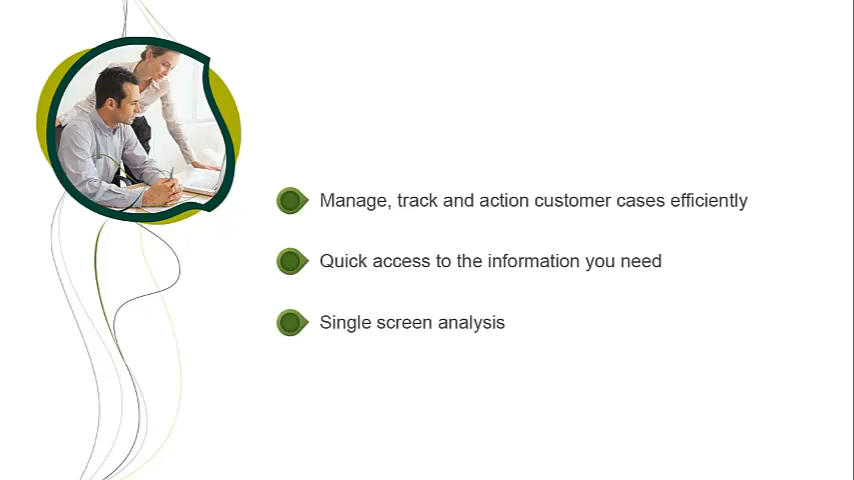 Manage, track and action customer cases efficiently
Quick access to the information you need
Single screen analysis